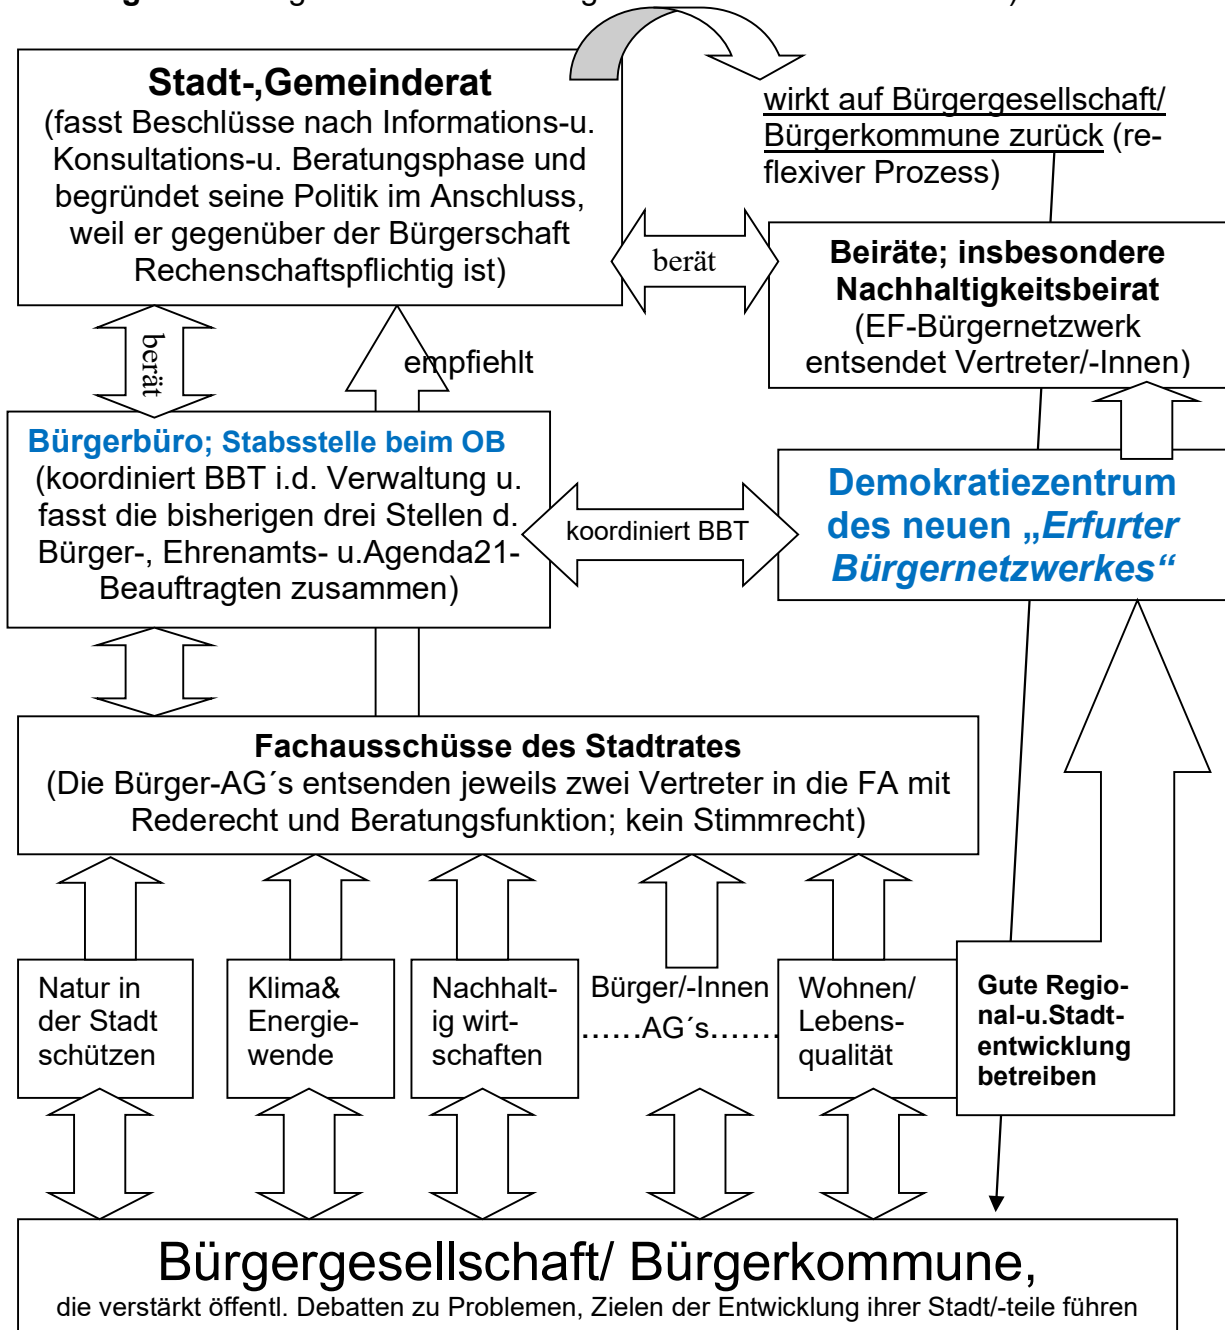 Stadt-,Gemeinderat
(fasst Beschlüsse nach Informations-u.
Konsultations-u. Beratungsphase und
begründet seine Politik im Anschluss,
weil er gegenüber der Bürgerschaft
Rechenschaftspflichtig ist)
wirkt auf Bürgergesellschaft/
Bürgerkommune zurück (re-
flexiver Prozess)
berät
Beiräte; insbesondere
Nachhaltigkeitsbeirat
(EF-Bürgernetzwerk
entsendet Vertreter/-Innen)
berät
empfiehlt
Bürgerbüro; Stabsstelle beim OB
(koordiniert BBT i.d. Verwaltung u.
fasst die bisherigen drei Stellen d.
Bürger-, Ehrenamts- u.Agenda21-
Beauftragten zusammen)
koordiniert BBT
Demokratiezentrum
des neuen „Erfurter
Bürgernetzwerkes“
Fachausschüsse des Stadtrates
(Die Bürger-AG´s entsenden jeweils zwei Vertreter in die FA mit
Rederecht und Beratungsfunktion; kein Stimmrecht)
Natur in
der Stadt
schützen
Klima&
Energie-
wende
Nachhalt-
ig wirt-
schaften
Bürger/-Innen
......AG´s.......
Wohnen/
Lebens-
qualität
Gute Regio-
nal-u.Stadt-
entwicklung
betreiben
Bürgergesellschaft/ Bürgerkommune,
die verstärkt öffentl. Debatten zu Problemen, Zielen der Entwicklung ihrer Stadt/-teile führen